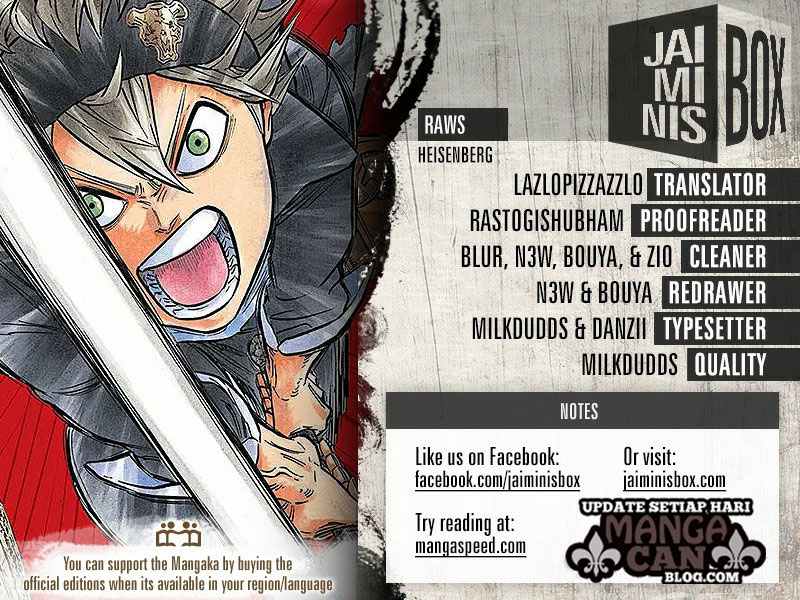 JAI
MI
NIS
BOX
RAWS
HEISENBERG
LAZLOPIZZAZZLO TRANSLATOR
RASTOGISHUBHAM PROOFREADER
BLUR, N3W, BOUYA, & ZIO CLEANER
N3W & BOUYA REDRAWER
MILKDUDDS & DANZII TYPESETTER
MILKDUDDS QUALITY
NOTES
Like us on Facebook:
facebook.com/jaiminisbox
Or visit:
jaiminisbox.com
Try reading at:
mangaspeed.com
UPDATE SETIAP HARI
MANGA
CAN
BLOG.COM
You can support the Mangaka by buying the
official editions when its available in your region/language